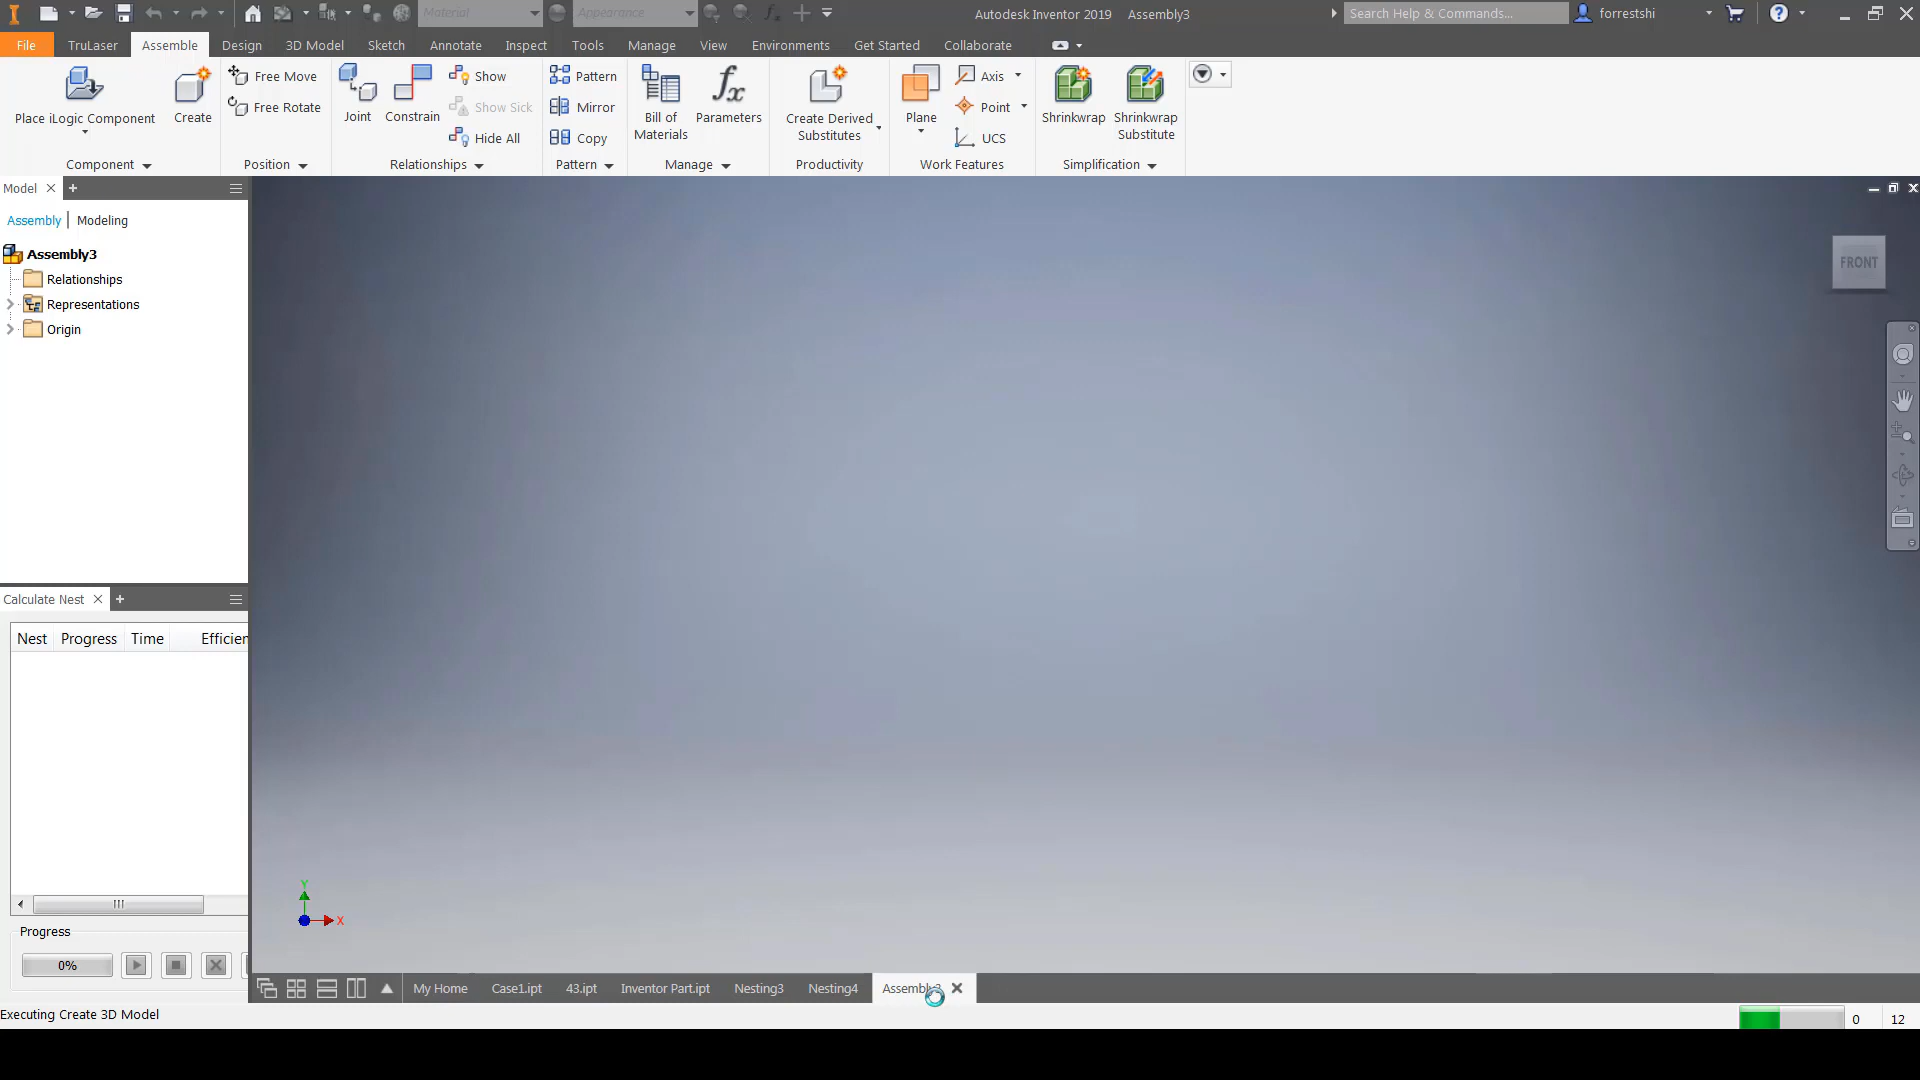 Material
Appearance
Autodesk Inventor 2019 Assembly3
Search Help & Commands...
forrestshi
File TruLaser Assemble Design 3D Model Sketch Annotate Inspect Tools Manage View Environments Get Started Collaborate
Place iLogic Component
Create
Free Move
Free Rotate
Joint
Constrain
Show
Show Sick
Hide All
Pattern
Mirror
Copy
Bill of
Materials
Parameters
Create Derived
Substitutes
Plane
Axis
Point
UCS
Shrinkwrap
Shrinkwrap
Substitute
Component Position Relationships Pattern Manage Productivity Work Features Simplification
Model
Assembly | Modeling
Assembly3
Relationships
Representations
Origin
FRONT
Calculate Nest
Nest Progress Time Efficien
Y
X
Progress
0%
My Home Case1.ipt 43.ipt Inventor Part.ipt Nesting3 Nesting4 Assembly3
Executing Create 3D Model
0 12